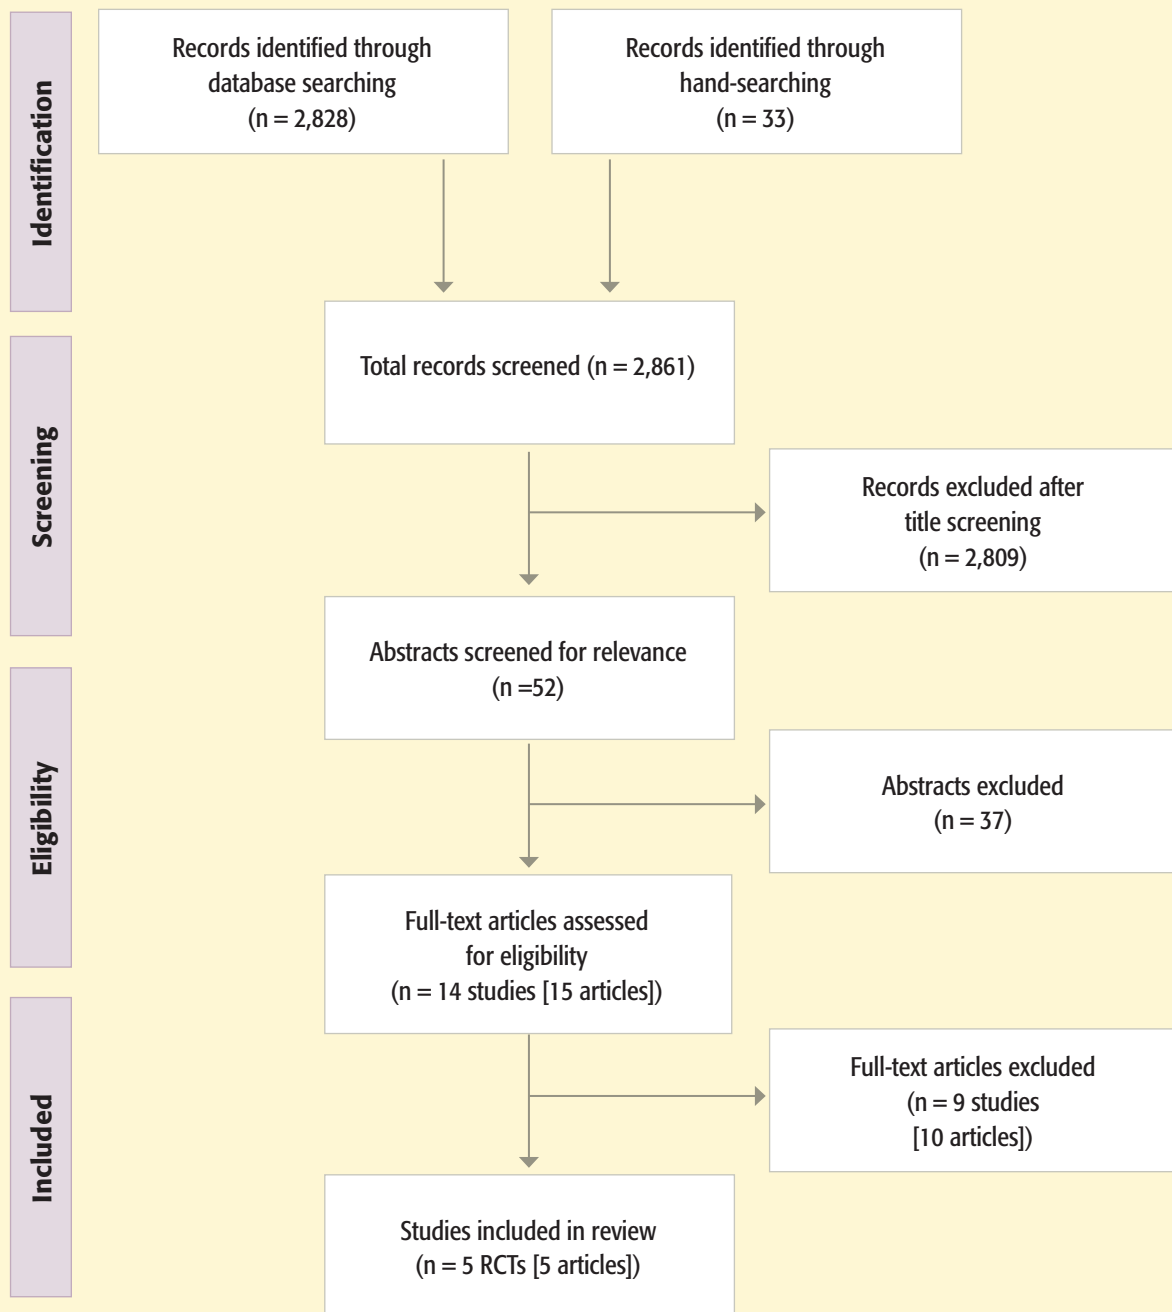 Identification
Records identified through
database searching
(n = 2,828)
Records identified through
hand-searching
(n = 33)
Screening
Total records screened (n = 2,861)
Records excluded after
title screening
(n = 2,809)
Abstracts screened for relevance
(n =52)
Eligibility
Abstracts excluded
(n = 37)
Full-text articles assessed
for eligibility
(n = 14 studies [15 articles])
Included
Full-text articles excluded
(n = 9 studies
[10 articles])
Studies included in review
(n = 5 RCTs [5 articles])